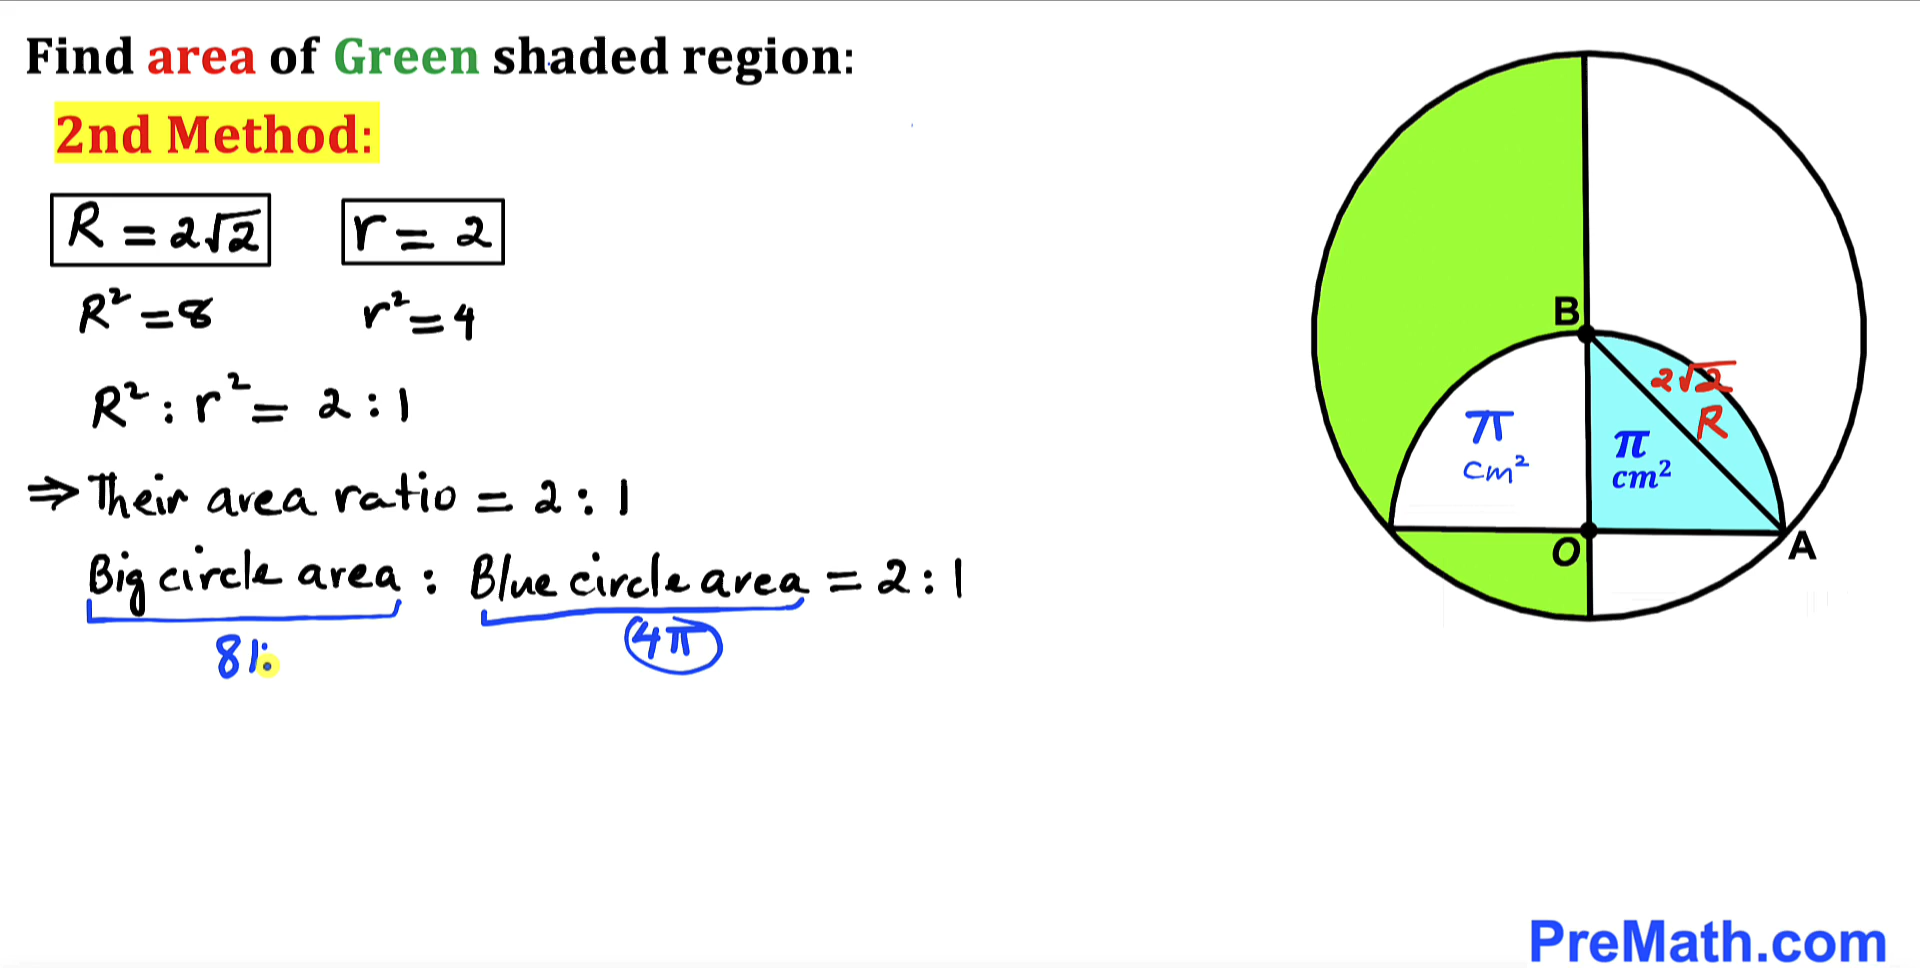 Find area of Green shaded region:
2nd Method:
R = 2√2 r = 2
R² = 8 r² = 4
R² : r² = 2 : 1
⇒ Their area ratio = 2 : 1
Big circle area : Blue circle area = 2 : 1
8 4π
B
2√2
R
π
cm²
π
cm²
O
A
PreMath.com